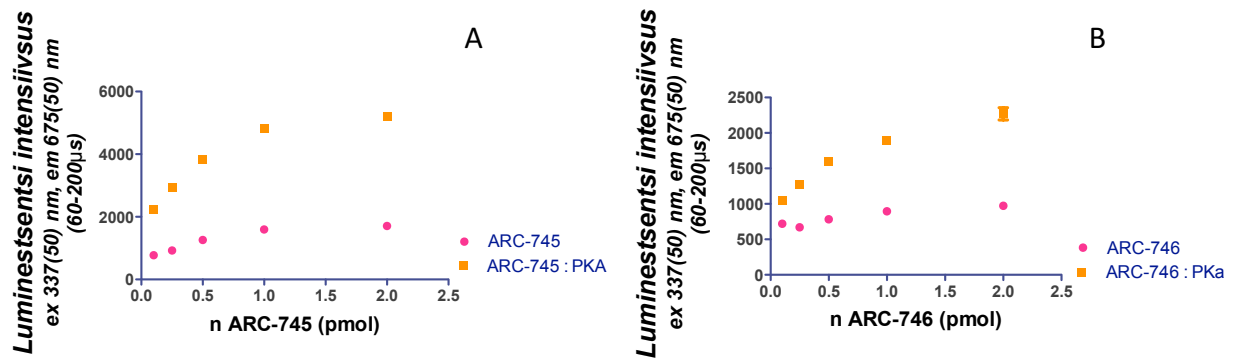 A
Luminestsentsi intensiivsus
ex 337(50) nm, em 675(50) nm
(60-200µs)
6000
4000
2000
0
0.0 0.5 1.0 1.5 2.0 2.5
n ARC-745 (pmol)
ARC-745
ARC-745 : PKA
B
Luminestsentsi intensiivsus
ex 337(50) nm, em 675(50) nm
(60-200µs)
2500
2000
1500
1000
500
0
0.0 0.5 1.0 1.5 2.0 2.5
n ARC-746 (pmol)
ARC-746
ARC-746 : PKa